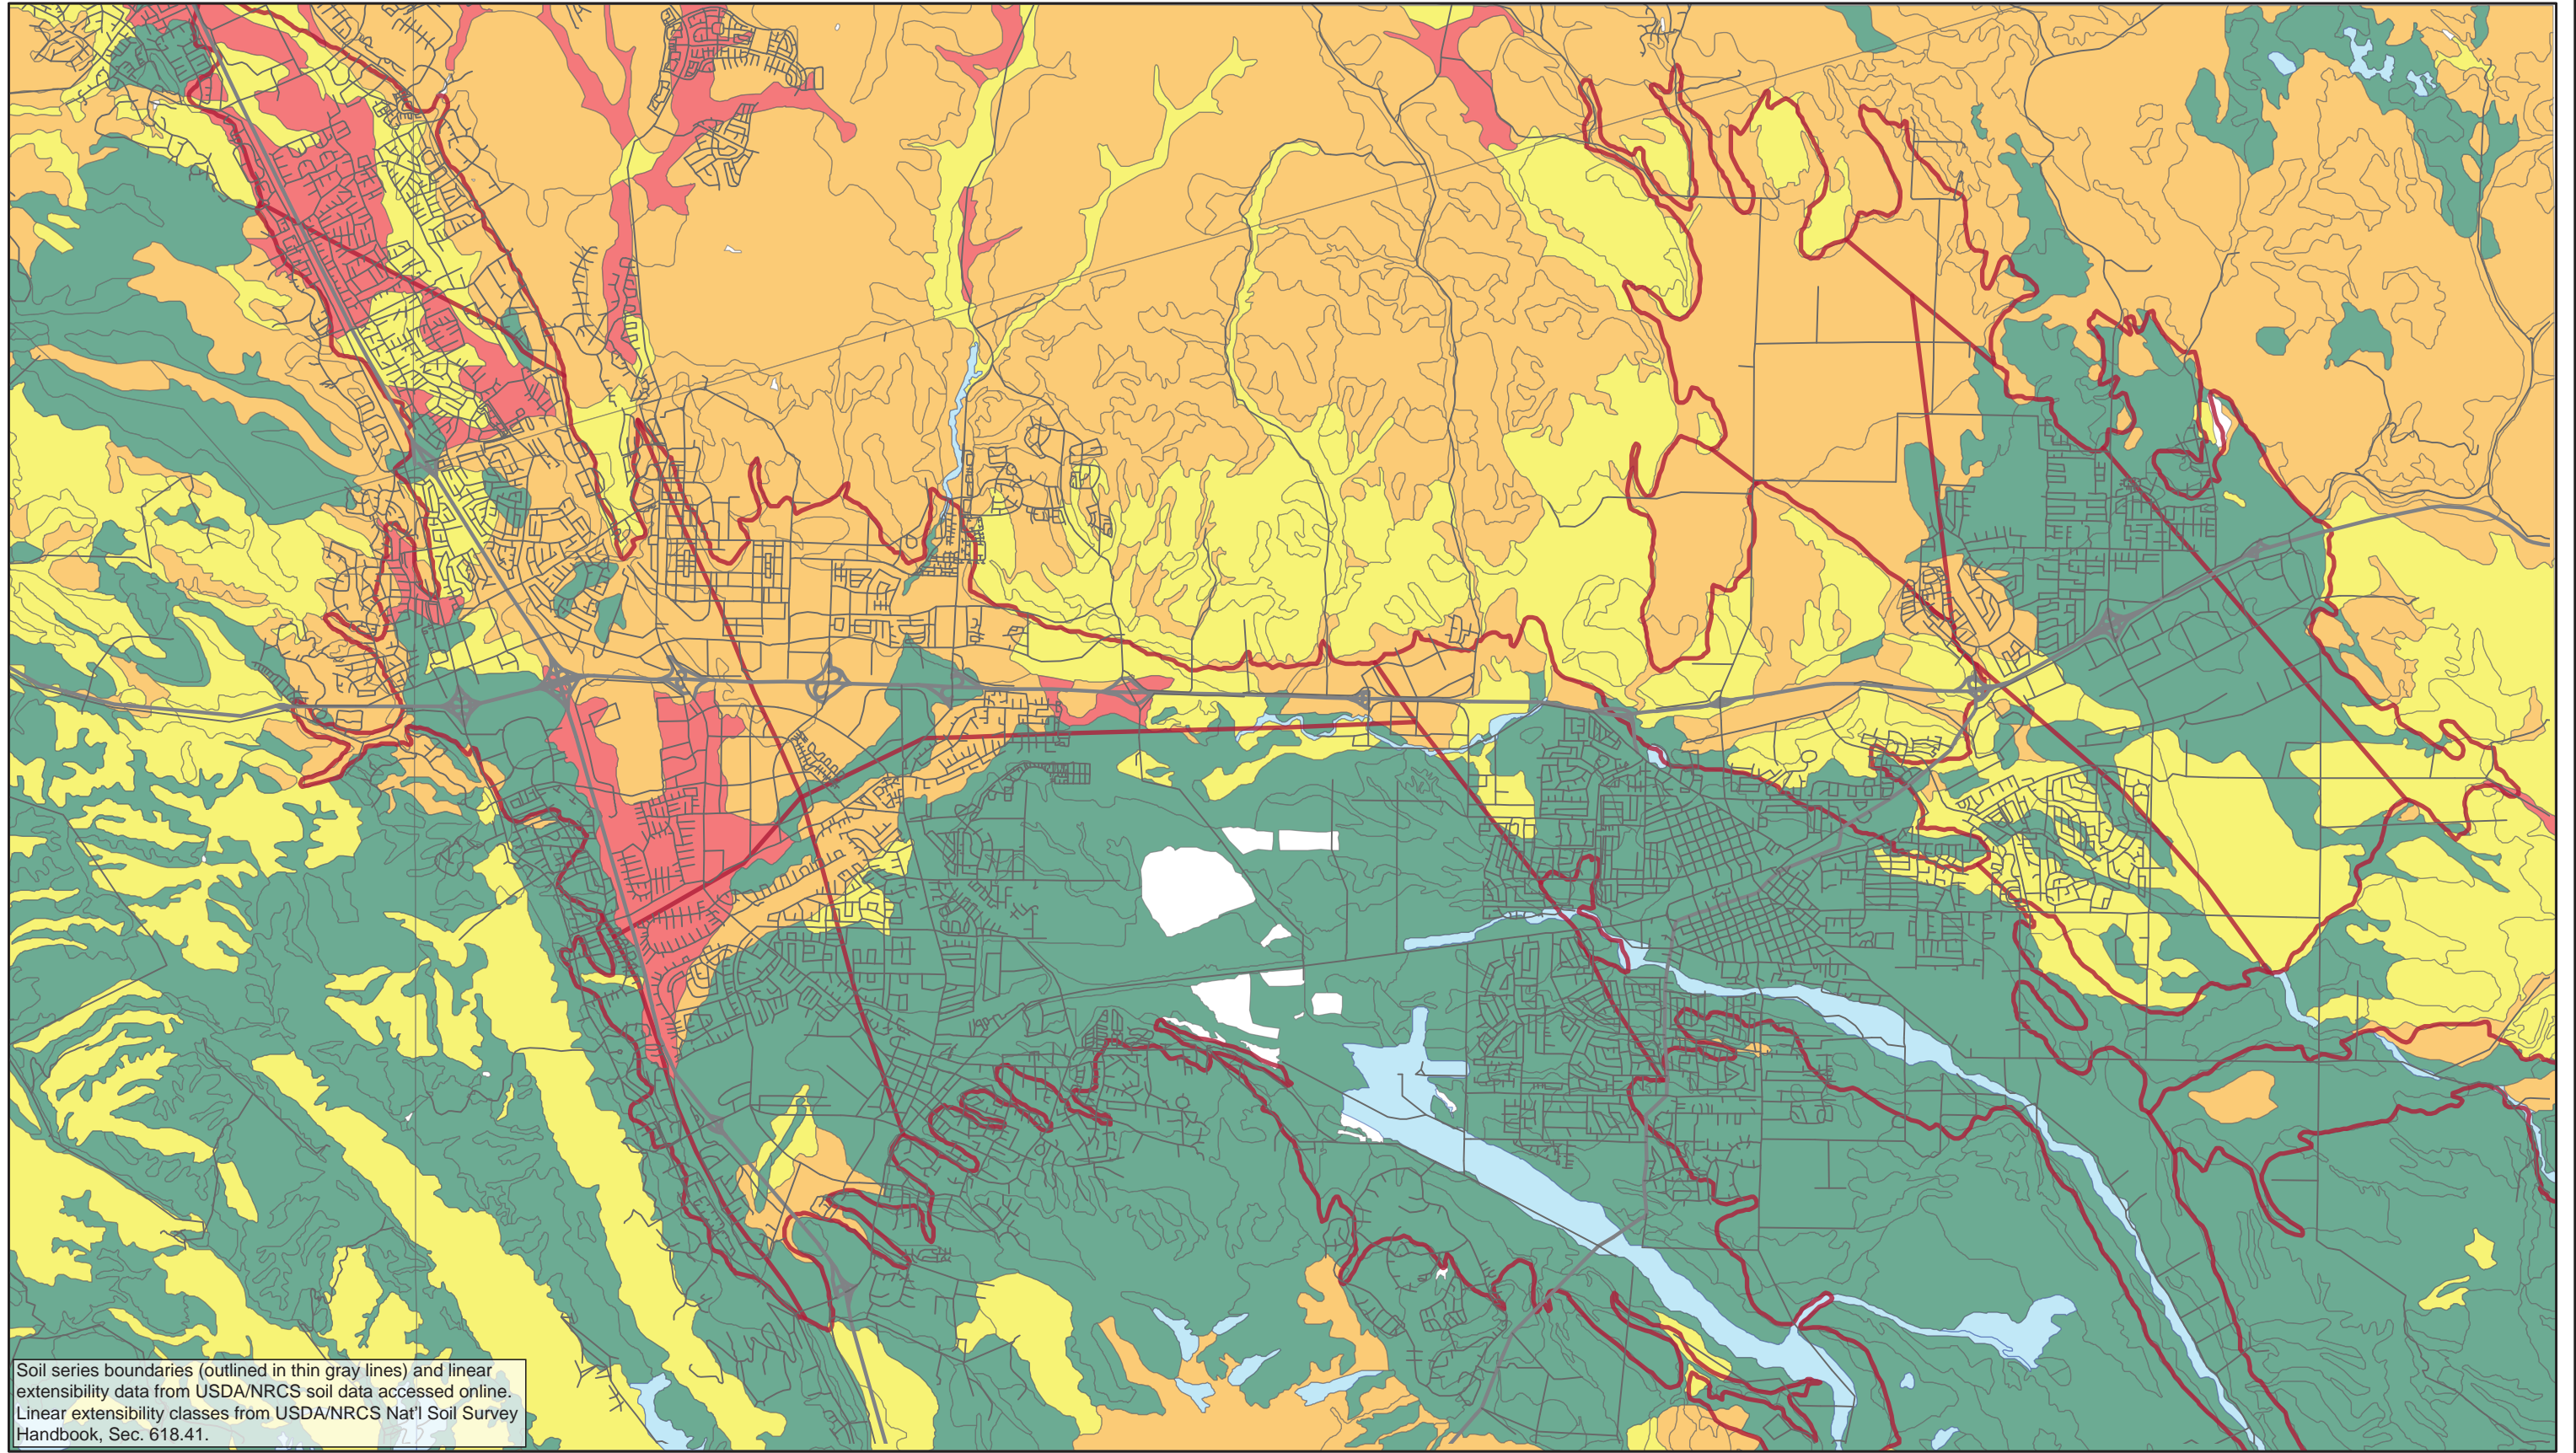 Soil series boundaries (outlined in thin gray lines) and linear
extensibility data from USDA/NRCS soil data accessed online.
Linear extensibility classes from USDA/NRCS Nat'l Soil Survey
Handbook, Sec. 618.41.